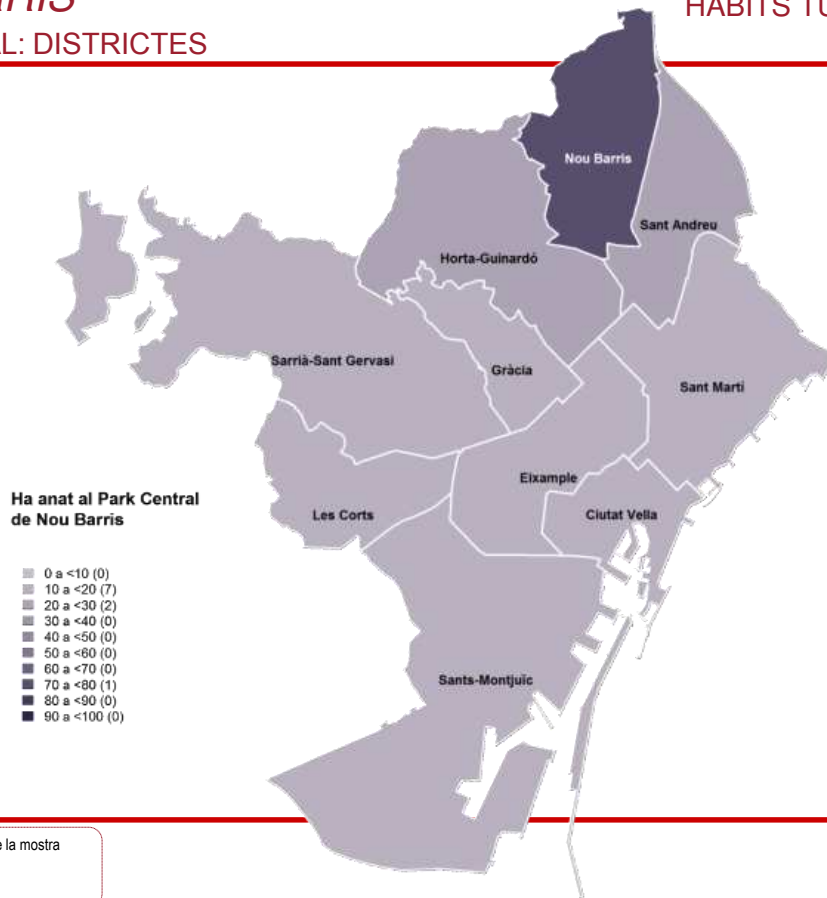 HÀBITS TU
L: DISTRICTES
Nou Barris
Sant Andreu
Horta-Guinardó
Sarrià-Sant Gervasi
Gràcia
Sant Martí
Eixample
Les Corts
Ciutat Vella
Sants-Montjuïc
Ha anat al Park Central
de Nou Barris
0 a <10 (0)
10 a <20 (7)
20 a <30 (2)
30 a <40 (0)
40 a <50 (0)
50 a <60 (0)
60 a <70 (0)
70 a <80 (1)
80 a <90 (0)
90 a <100 (0)
la mostra